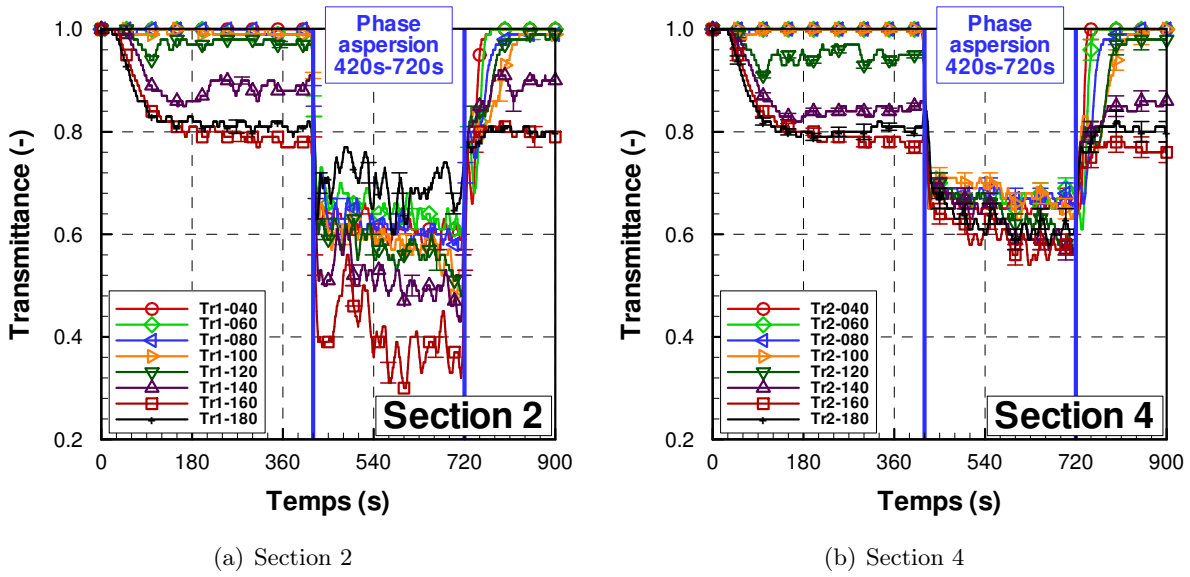 Transmittance (-)
1.0
0.8
0.6
0.4
0.2
Phase
aspersion
420s-720s
Tr1-040
Tr1-060
Tr1-080
Tr1-100
Tr1-120
Tr1-140
Tr1-160
Tr1-180
Section 2
0 180 360 540 720 900
Temps (s)
(a) Section 2
Transmittance (-)
1.0
0.8
0.6
0.4
0.2
Phase
aspersion
420s-720s
Tr2-040
Tr2-060
Tr2-080
Tr2-100
Tr2-120
Tr2-140
Tr2-160
Tr2-180
Section 4
0 180 360 540 720 900
Temps (s)
(b) Section 4